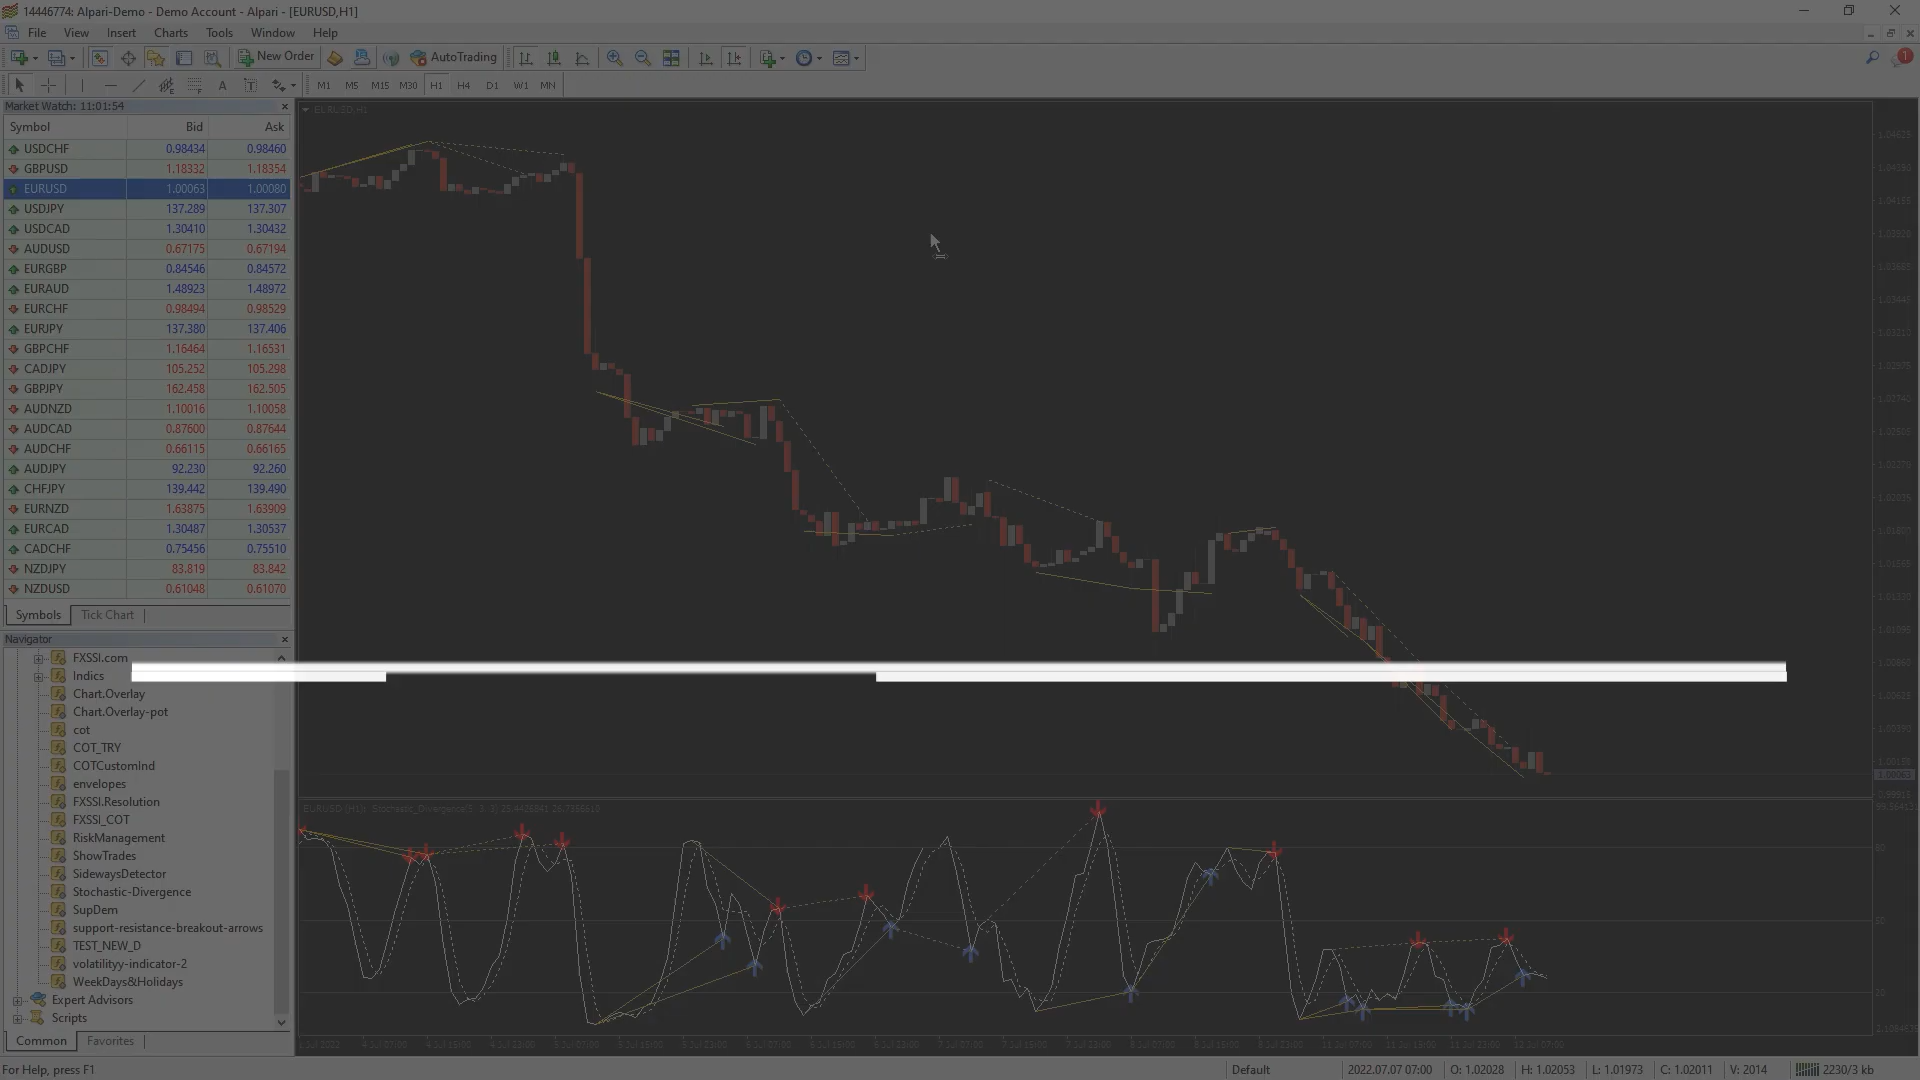 14446774: Alpari-Demo - Demo Account - Alpari - [EURUSD,H1]
File View Insert Charts Tools Window Help
New Order AutoTrading 1
A T M1 M5 M15 M30 H1 H4 D1 W1 MN
Market Watch: 11:01:54
Symbol Bid Ask
USDCHF 0.98434 0.98460
GBPUSD 1.18332 1.18354
EURUSD 1.00063 1.00080
USDJPY 137.289 137.307
USDCAD 1.30410 1.30432
AUDUSD 0.67175 0.67194
EURGBP 0.84546 0.84572
EURAUD 1.48923 1.48972
EURCHF 0.98494 0.98529
EURJPY 137.380 137.406
GBPCHF 1.16464 1.16531
CADJPY 105.252 105.298
GBPJPY 162.458 162.505
AUDNZD 1.10016 1.10058
AUDCAD 0.87600 0.87644
AUDCHF 0.66115 0.66165
AUDJPY 92.230 92.260
CHFJPY 139.442 139.490
EURNZD 1.63875 1.63909
EURCAD 1.30487 1.30537
CADCHF 0.75456 0.75510
NZDJPY 83.819 83.842
NZDUSD 0.61048 0.61070
Symbols Tick Chart
Navigator
FXSSI.com
Indics
Chart.Overlay
Chart.Overlay-pot
cot
COT_TRY
COTCustomInd
envelopes
FXSSI.Resolution
FXSSI_COT
RiskManagement
ShowTrades
SidewaysDetector
Stochastic-Divergence
SupDem
support-resistance-breakout-arrows
TEST_NEW_D
volatilityy-indicator-2
WeekDays&Holidays
Expert Advisors
Scripts
Common Favorites
EURUSD,H1
For Help, press F1
Default 2022.07.07 07:00 O: 1.02028 H: 1.02053 L: 1.01973 C: 1.02011 V: 2014 2230/3 kb